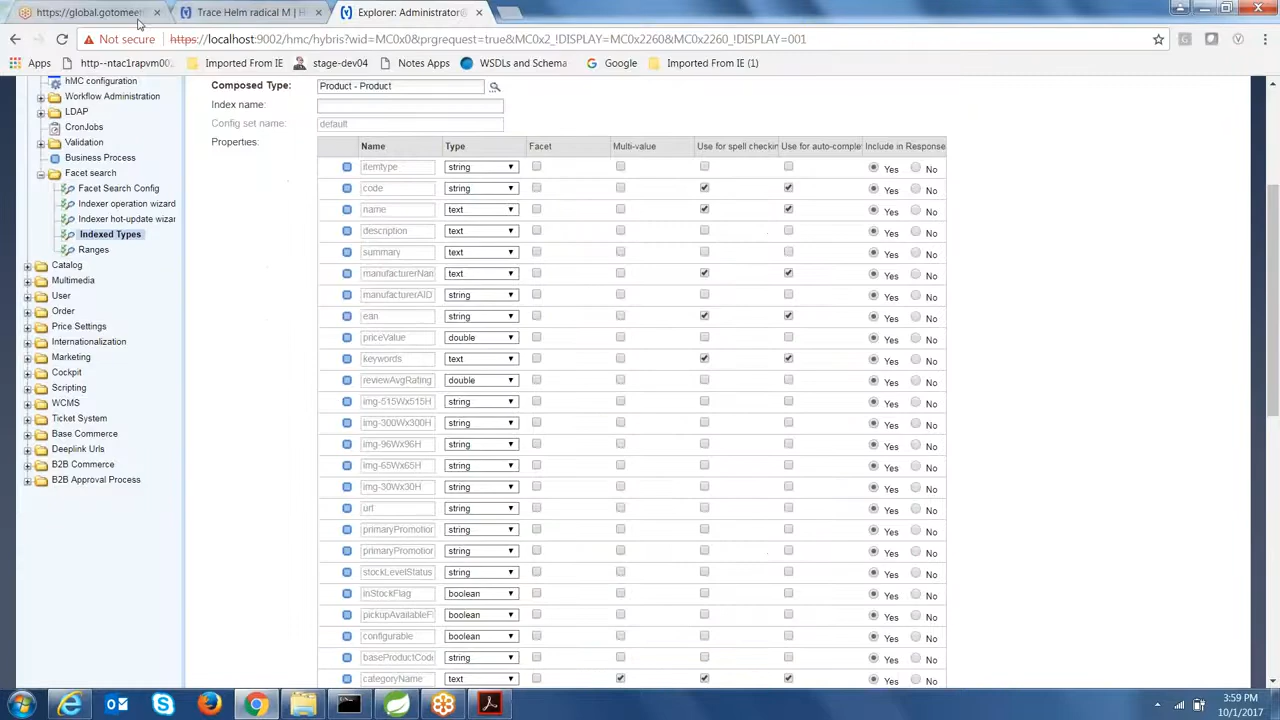 https://global.gotomeeti
Trace Helm radical M | H
Explorer: Administrator
Not secure
https://localhost:9002/hmc/hybris?wid=MC0x0&prgrequest=true&MC0x2_!DISPLAY=MC0x2260&MC0x2260_!DISPLAY=001
Apps
http--ntac1rapvm00
Imported From IE
stage-dev04
Notes Apps
WSDLs and Schema
Google
Imported From IE (1)
hMC configuration
Workflow Administration
LDAP
CronJobs
Validation
Business Process
Facet search
Facet Search Config
Indexer operation wizard
Indexer hot-update wizar
Indexed Types
Ranges
Catalog
Multimedia
User
Order
Price Settings
Internationalization
Marketing
Cockpit
Scripting
WCMS
Ticket System
Base Commerce
Deeplink Urls
B2B Commerce
B2B Approval Process
Composed Type: Product - Product
Index name:
Config set name: default
Properties:
Name Type Facet Multi-value Use for spell checkin Use for auto-comple Include in Response
itemtype string Yes No
code string Yes No
name text Yes No
description text Yes No
summary text Yes No
manufacturerNan text Yes No
manufacturerAID string Yes No
ean string Yes No
priceValue double Yes No
keywords text Yes No
reviewAvgRating double Yes No
img-515Wx515H string Yes No
img-300Wx300H string Yes No
img-96Wx96H string Yes No
img-65Wx65H string Yes No
img-30Wx30H string Yes No
url string Yes No
primaryPromotion string Yes No
primaryPromotion string Yes No
stockLevelStatus string Yes No
inStockFlag boolean Yes No
pickupAvailableF boolean Yes No
configurable boolean Yes No
baseProductCod string Yes No
categoryName text Yes No
3:59 PM
10/1/2017